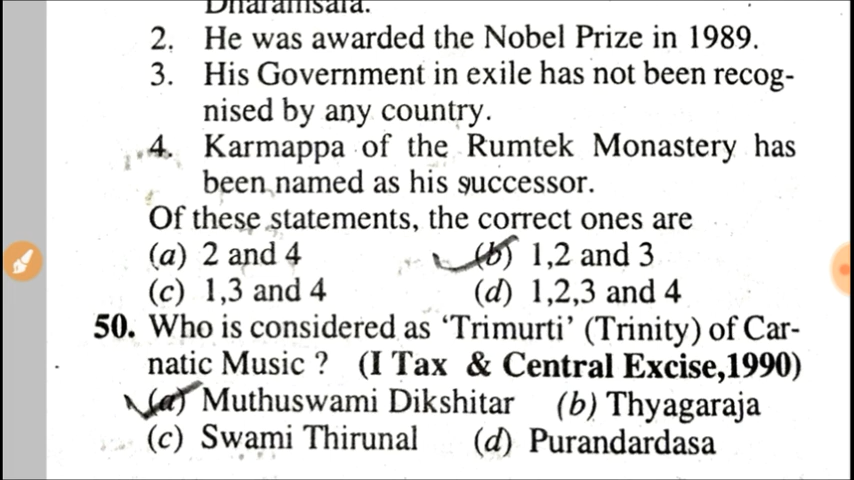 Dharamsala.
2. He was awarded the Nobel Prize in 1989.
3. His Government in exile has not been recog-
nised by any country.
4. Karmappa of the Rumtek Monastery has
been named as his successor.
Of these statements, the correct ones are
(a) 2 and 4 (b) 1,2 and 3
(c) 1,3 and 4 (d) 1,2,3 and 4
50. Who is considered as ‘Trimurti’ (Trinity) of Car-
natic Music ? (I Tax & Central Excise,1990)
(a) Muthuswami Dikshitar (b) Thyagaraja
(c) Swami Thirunal (d) Purandardasa